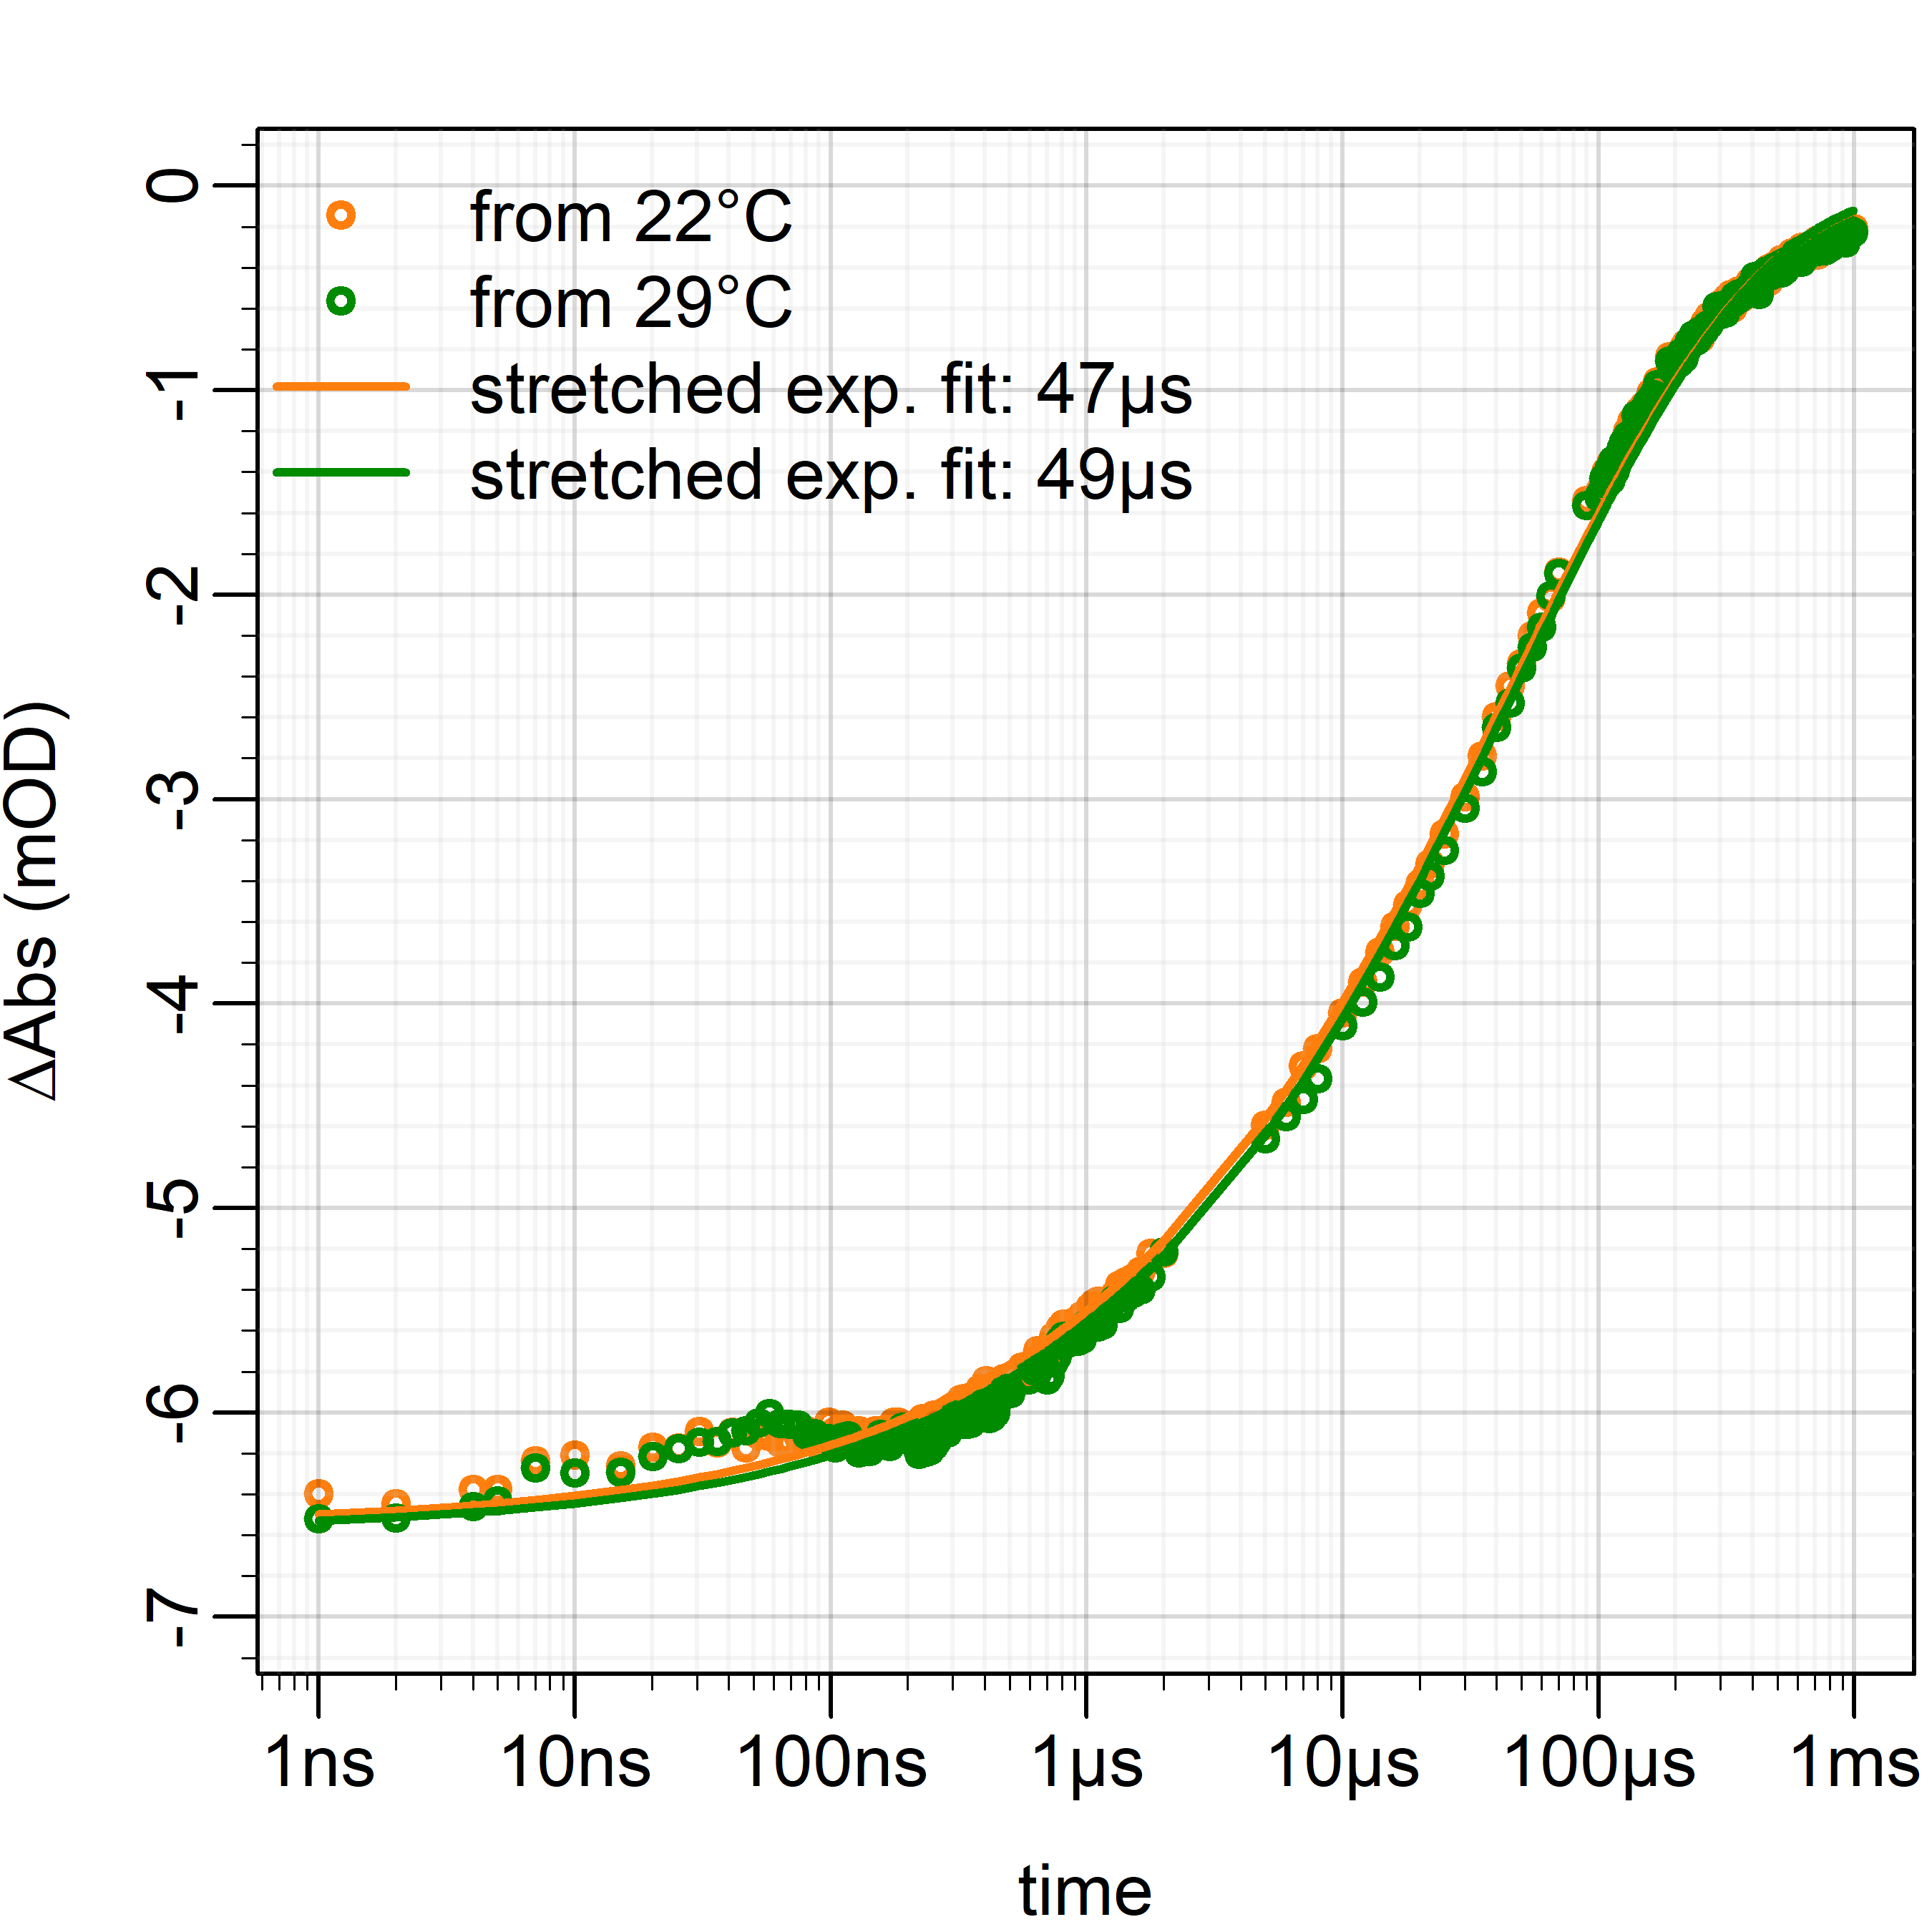 from 22°C
from 29°C
stretched exp. fit: 47µs
stretched exp. fit: 49µs
0
-1
-2
-3
-4
-5
-6
-7
ΔAbs (mOD)
1ns 10ns 100ns 1µs 10µs 100µs 1ms
time